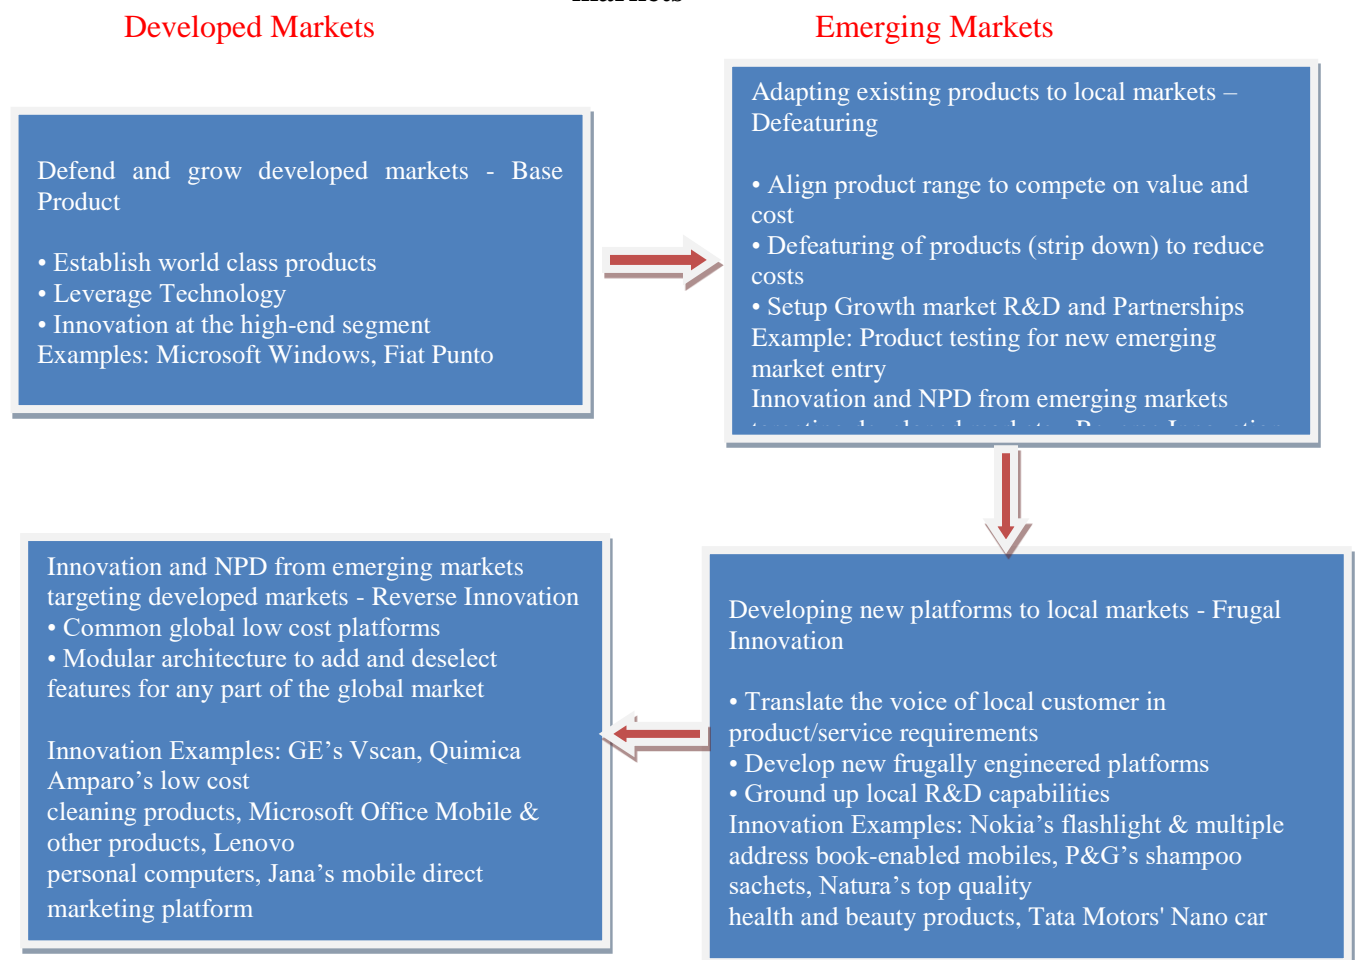 markets
Developed Markets
Emerging Markets
Defend and grow developed markets - Base
Product
• Establish world class products
• Leverage Technology
• Innovation at the high-end segment
Examples: Microsoft Windows, Fiat Punto
Adapting existing products to local markets –
Defeaturing
• Align product range to compete on value and
cost
• Defeaturing of products (strip down) to reduce
costs
• Setup Growth market R&D and Partnerships
Example: Product testing for new emerging
market entry
Innovation and NPD from emerging markets
Innovation and NPD from emerging markets
targeting developed markets - Reverse Innovation
• Common global low cost platforms
• Modular architecture to add and deselect
features for any part of the global market
Innovation Examples: GE’s Vscan, Quimica
Amparo’s low cost
cleaning products, Microsoft Office Mobile &
other products, Lenovo
personal computers, Jana’s mobile direct
marketing platform
Developing new platforms to local markets - Frugal
Innovation
• Translate the voice of local customer in
product/service requirements
• Develop new frugally engineered platforms
• Ground up local R&D capabilities
Innovation Examples: Nokia’s flashlight & multiple
address book-enabled mobiles, P&G’s shampoo
sachets, Natura’s top quality
health and beauty products, Tata Motors' Nano car